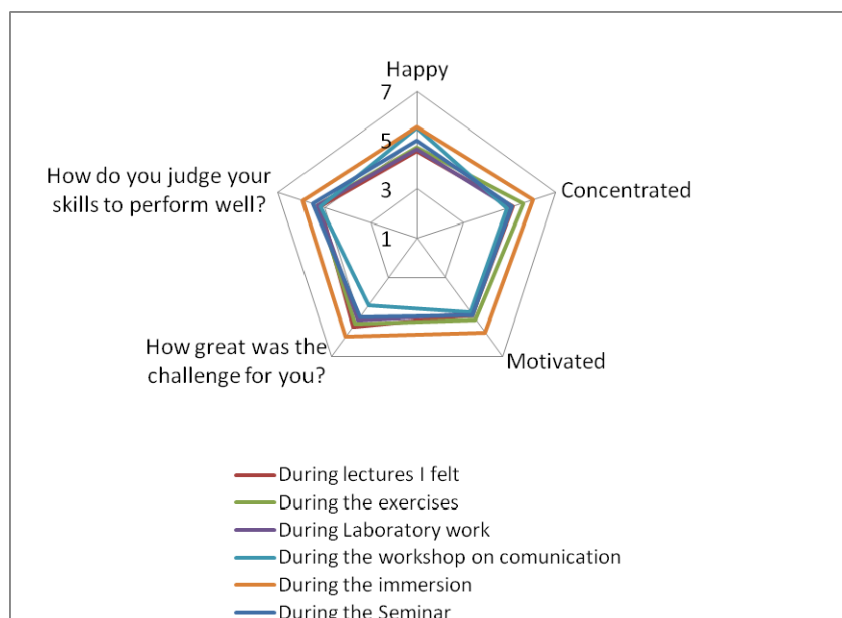 Happy
7
5
3
1
How do you judge your
skills to perform well?
Concentrated
How great was the
challenge for you?
Motivated
During lectures I felt
During the exercises
During Laboratory work
During the workshop on comunication
During the immersion
During the Seminar